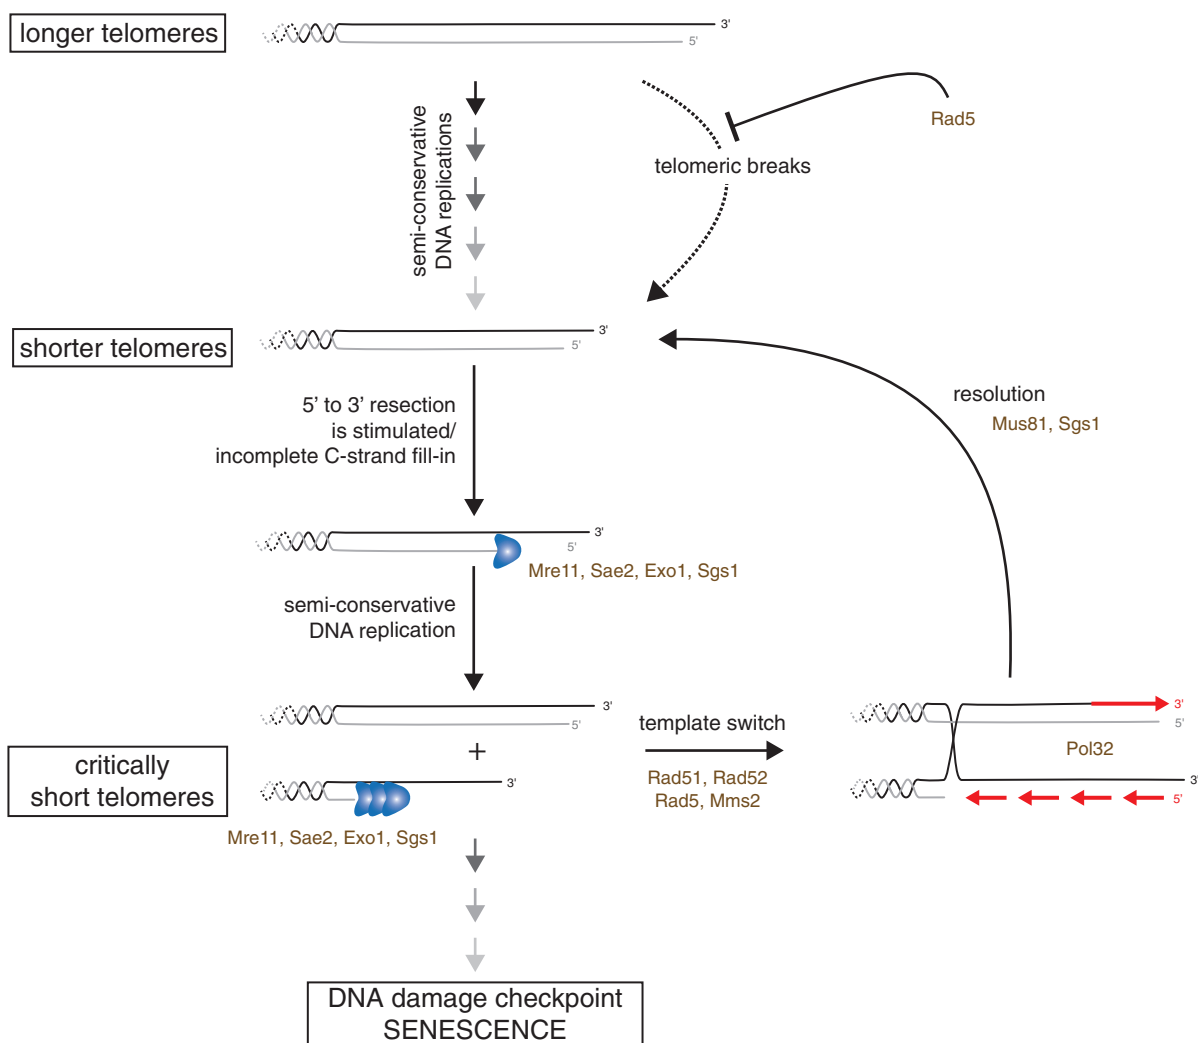 longer telomeres
3'
5'
Rad5
semi-conservative
DNA replications
telomeric breaks
shorter telomeres
3'
5'
5' to 3' resection
is stimulated/
incomplete C-strand fill-in
resolution
Mus81, Sgs1
3'
5'
Mre11, Sae2, Exo1, Sgs1
semi-conservative
DNA replication
3'
5'
+
critically
short telomeres
3'
Mre11, Sae2, Exo1, Sgs1
template switch
Rad51, Rad52
Rad5, Mms2
3'
5'
Pol32
3'
5'
DNA damage checkpoint
SENESCENCE